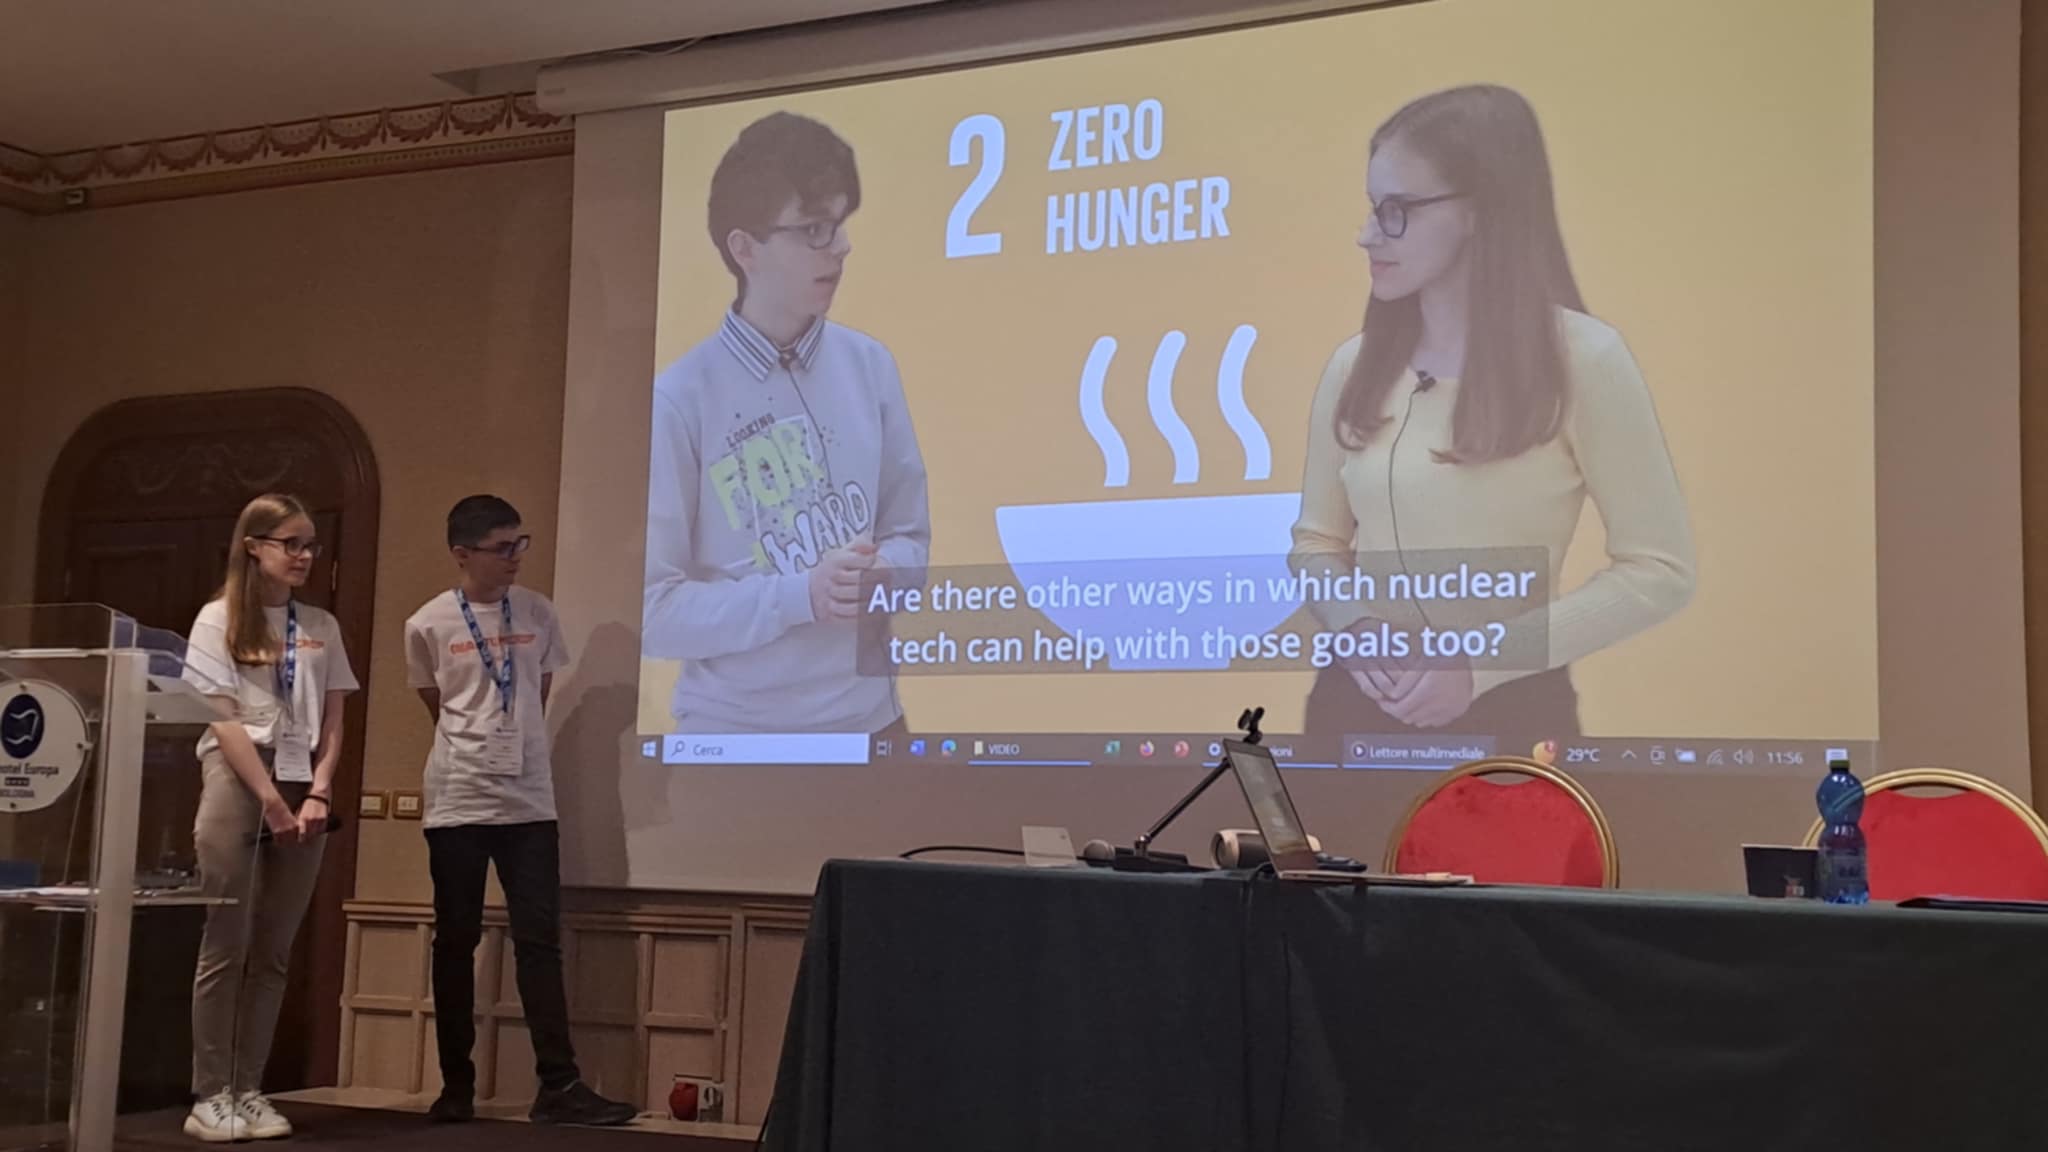 2
ZERO
HUNGER
LOOKING
FOR
WARD
Are there other ways in which nuclear
tech can help with those goals too?
Cerca
VIDEO
Lettore multimediale
29°C
11:56
hotel Europa
BOLOGNA